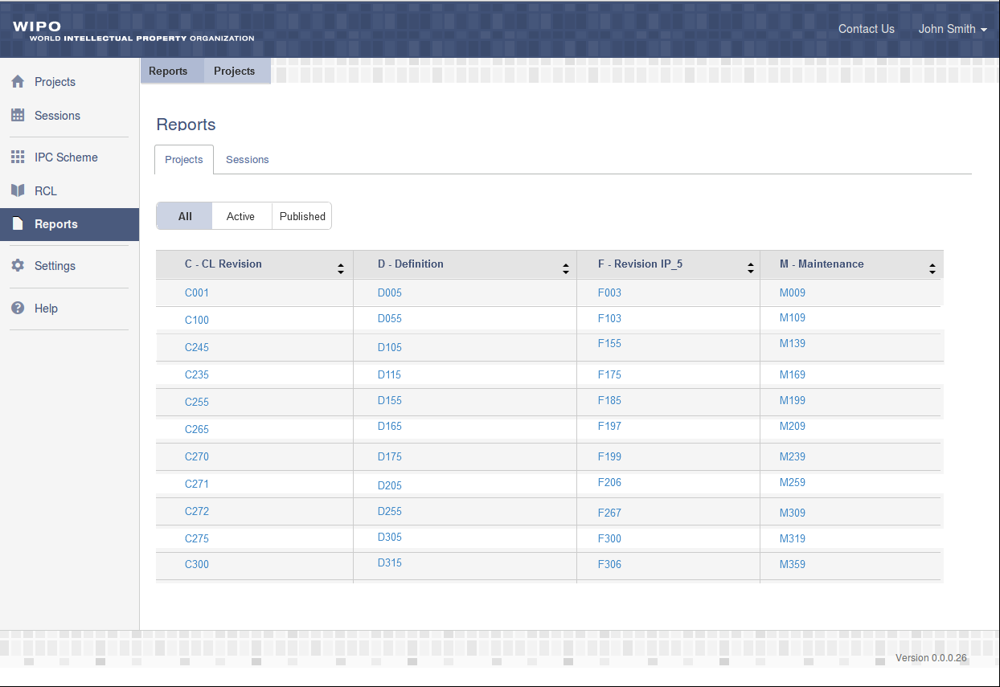 WIPO
WORLD INTELLECTUAL PROPERTY ORGANIZATION
Contact Us John Smith
Reports Projects
Projects
Sessions
IPC Scheme
RCL
Reports
Settings
Help
Reports
Projects Sessions
All Active Published
C - CL Revision D - Definition F - Revision IP_5 M - Maintenance
C001 D005 F003 M009
C100 D055 F103 M109
C245 D105 F155 M139
C235 D115 F175 M169
C255 D155 F185 M199
C265 D165 F197 M209
C270 D175 F199 M239
C271 D205 F206 M259
C272 D255 F267 M309
C275 D305 F300 M319
C300 D315 F306 M359
Version 0.0.0.26